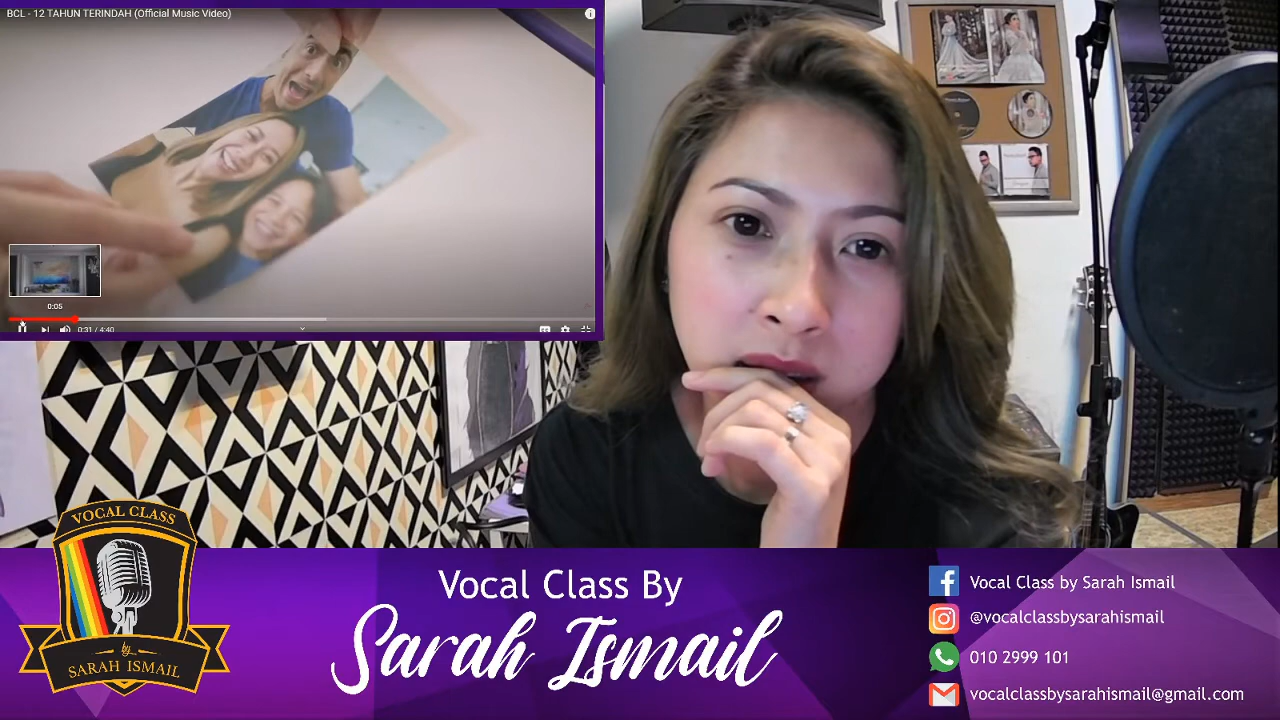 BCL - 12 TAHUN TERINDAH (Official Music Video)
0:05
0:31 / 4:40
VOCAL CLASS
by
SARAH ISMAIL
Vocal Class By
Sarah Ismail
Vocal Class by Sarah Ismail
@vocalclassbysarahismail
010 2999 101
vocalclassbysarahismail@gmail.com